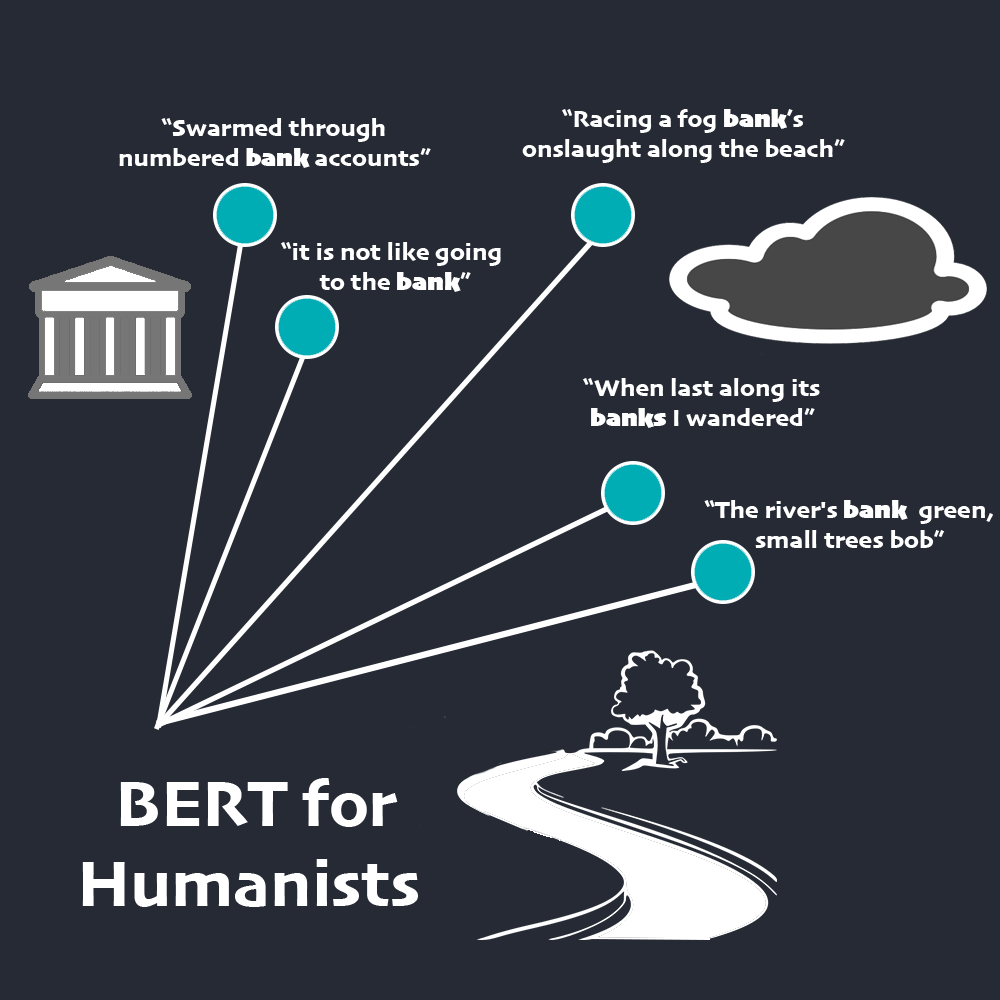 “Swarmed through
numbered bank accounts”
“Racing a fog bank’s
onslaught along the beach”
“it is not like going
to the bank”
“When last along its
banks I wandered”
“The river's bank green,
small trees bob”
BERT for
Humanists